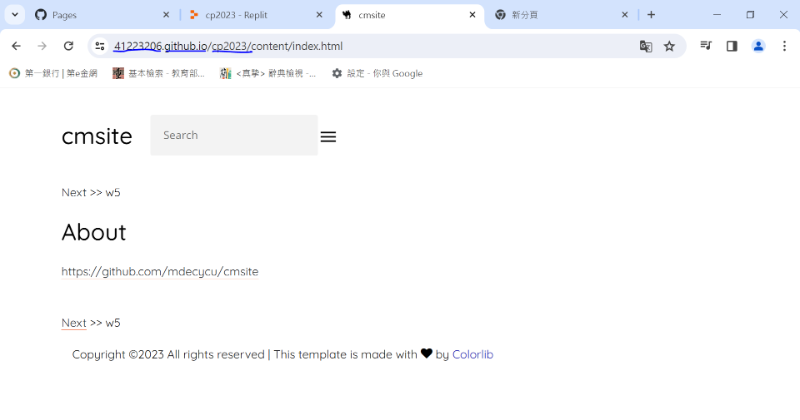 Pages
cp2023 - Replit
cmsite
新分頁
41223206.github.io/cp2023/content/index.html
第一銀行 | 第e金網
基本檢索 - 教育部...
<真摯> 辭典檢視 -...
設定 - 你與 Google
cmsite
Search
Next >> w5
About
https://github.com/mdecycu/cmsite
Next >> w5
Copyright ©2023 All rights reserved | This template is made with ♥ by Colorlib